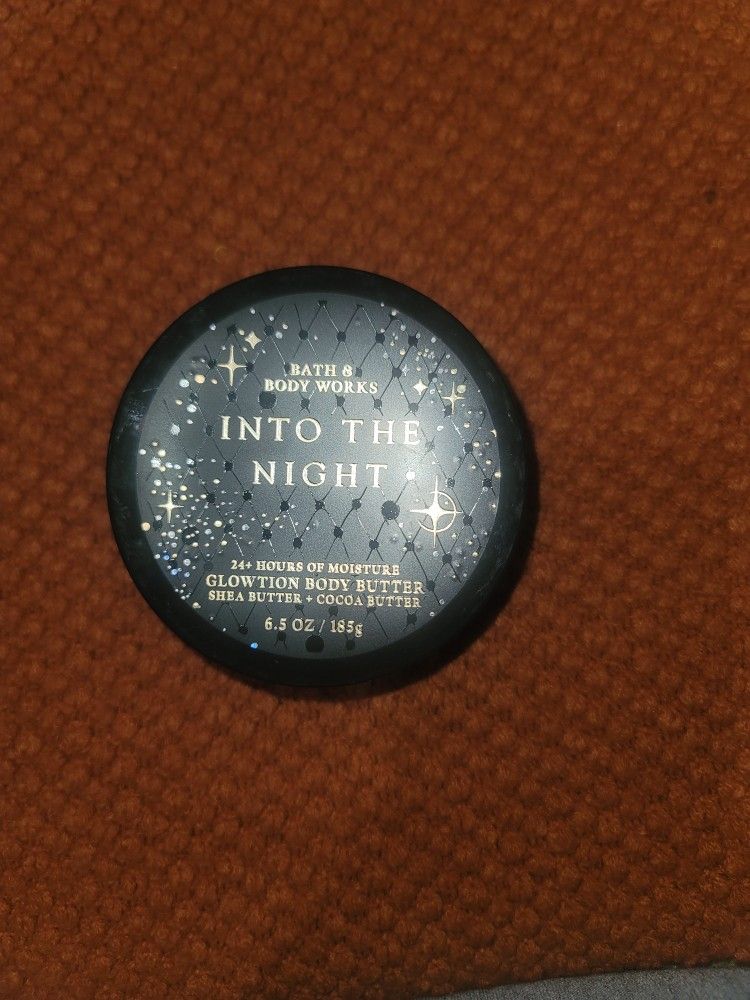 BATH &
BODY WORKS
INTO THE
NIGHT
24+ HOURS OF MOISTURE
GLOWTION BODY BUTTER
SHEA BUTTER + COCOA BUTTER
6.5 OZ / 185g